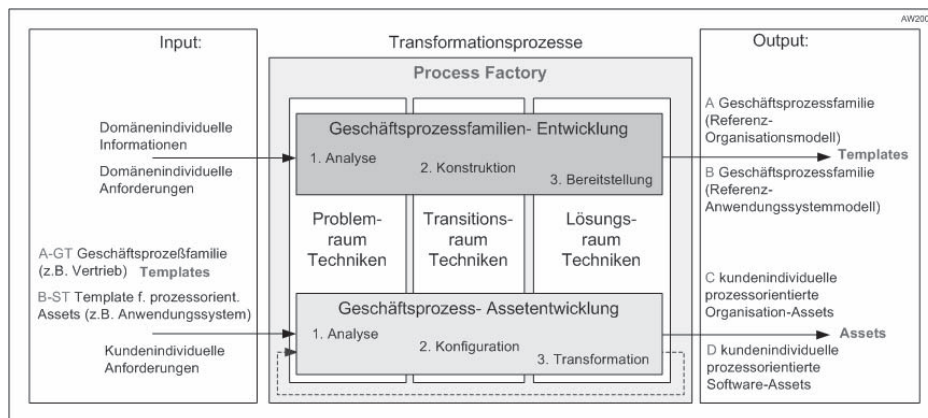 AW200
Input:
Transformationsprozesse
Output:
Process Factory
Domänenindividuelle
Informationen
Domänenindividuelle
Anforderungen
A-GT Geschäftsprozeßfamilie
(z.B. Vertrieb) Templates
B-ST Template f. prozessorient.
Assets (z.B. Anwendungssystem)
Kundenindividuelle
Anforderungen
Geschäftsprozessfamilien- Entwicklung
1. Analyse
2. Konstruktion
3. Bereitstellung
Problem-
raum
Techniken
Transitions-
raum
Techniken
Lösungs-
raum
Techniken
Geschäftsprozess- Assetentwicklung
1. Analyse
2. Konfiguration
3. Transformation
A Geschäftsprozessfamilie
(Referenz-
Organisationsmodell)
Templates
B Geschäftsprozessfamilie
(Referenz-
Anwendungssystemmodell)
C kundenindividuelle
prozessorientierte
Organisation-Assets
Assets
D kundenindividuelle
prozessorientierte
Software-Assets